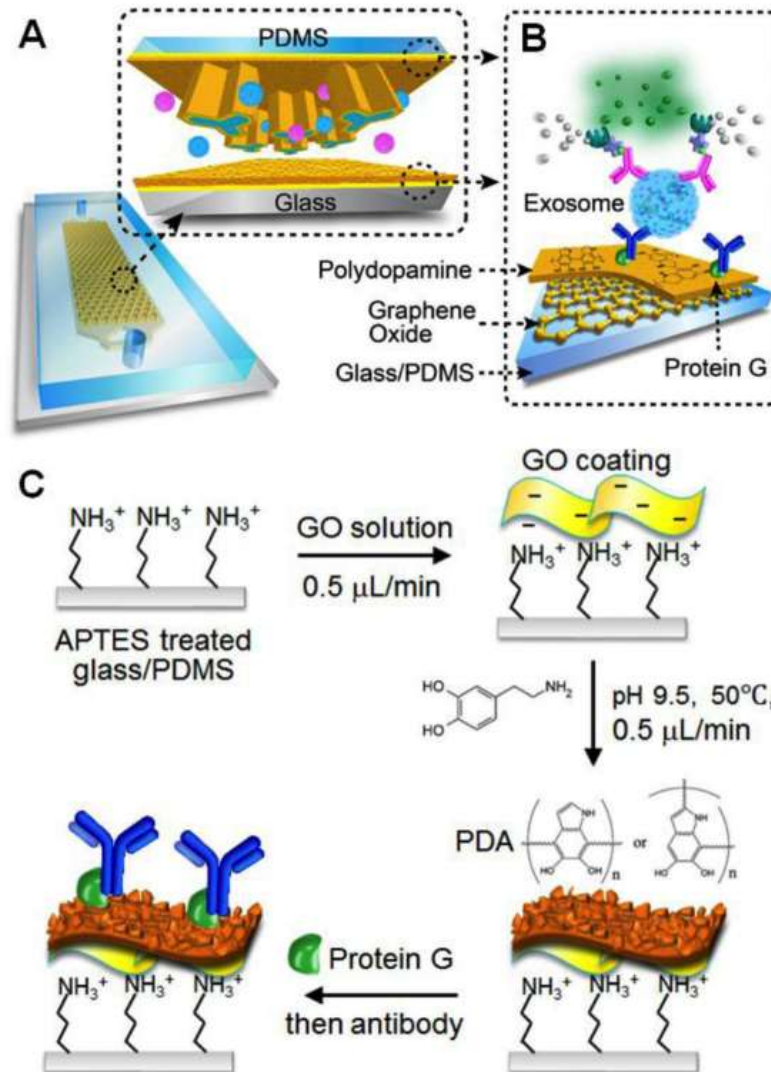 A
PDMS
Glass
B
Exosome
Polydopamine
Graphene
Oxide
Glass/PDMS
Protein G
C
NH₃⁺ NH₃⁺ NH₃⁺
APTES treated
glass/PDMS
GO solution
0.5 µL/min
GO coating
NH₃⁺ NH₃⁺ NH₃⁺
HO
HO
NH₂
pH 9.5, 50℃,
0.5 µL/min
PDA
NH
HO OH
n
or
NH
HO OH
n
NH₃⁺ NH₃⁺ NH₃⁺
Protein G
then antibody
NH₃⁺ NH₃⁺ NH₃⁺